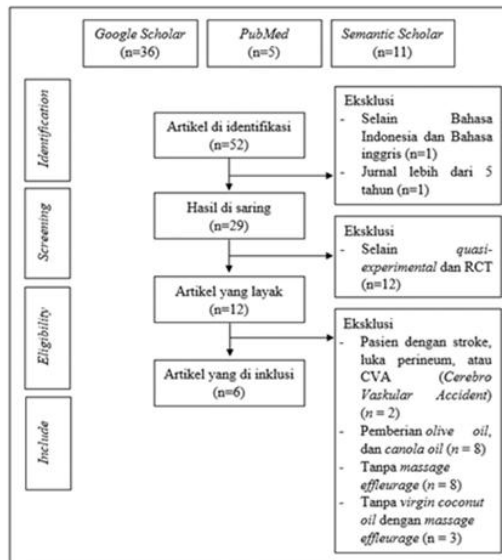 Google Scholar
(n=36)
PubMed
(n=5)
Semantic Scholar
(n=11)
Identification
Artikel di identifikasi
(n=52)
Eksklusi
- Selain Bahasa
Indonesia dan Bahasa
inggris (n=1)
- Jurnal lebih dari 5
tahun (n=1)
Screening
Hasil di saring
(n=29)
Eksklusi
- Selain quasi-
experimental dan RCT
(n=12)
Eligibility
Artikel yang layak
(n=12)
Eksklusi
- Pasien dengan stroke,
luka perineum, atau
CVA (Cerebro
Vaskular Accident)
(n = 2)
- Pemberian olive oil,
dan canola oil (n = 8)
- Tanpa massage
effleurage (n = 8)
- Tanpa virgin coconut
oil dengan massage
effleurage (n = 3)
Include
Artikel yang di inklusi
(n=6)